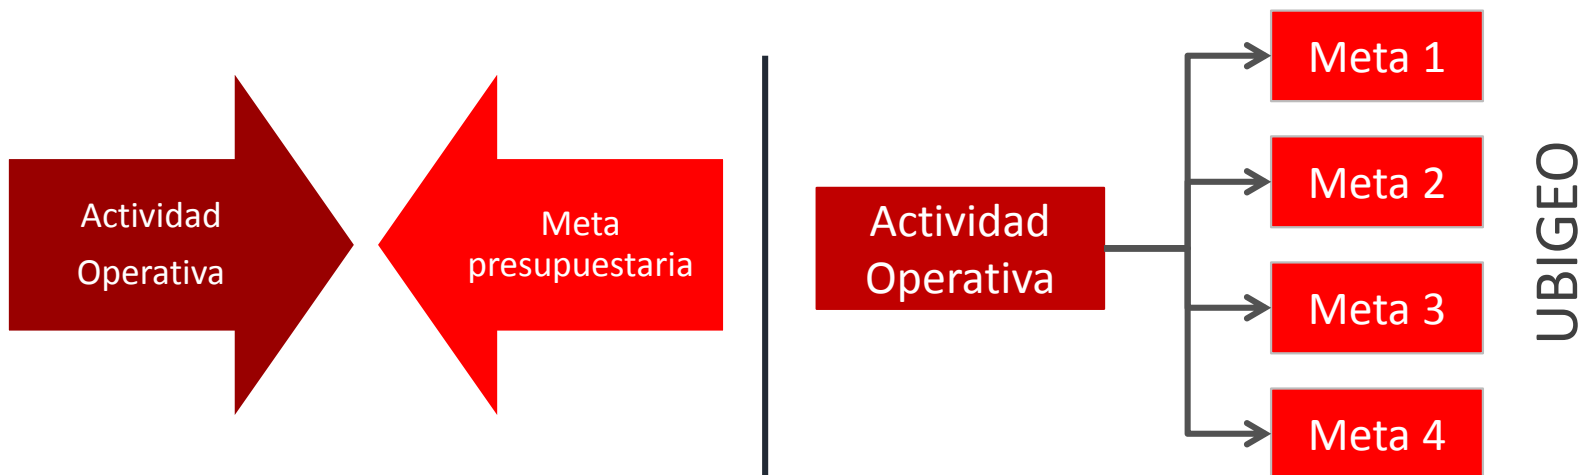 Actividad
Operativa
Meta
presupuestaria
Actividad
Operativa
Meta 1
Meta 2
Meta 3
Meta 4
UBIGEO